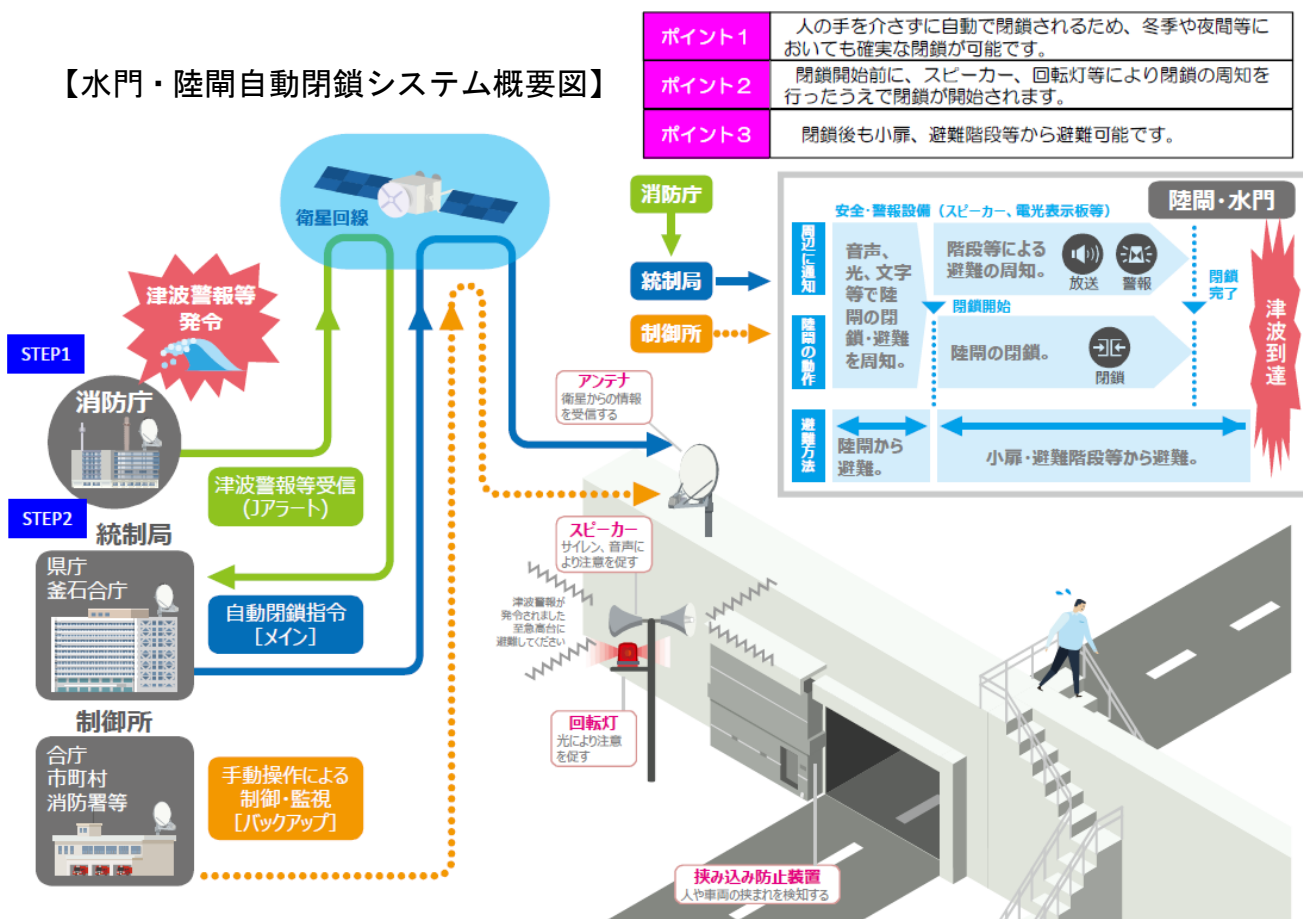 【水門・陸閘自動閉鎖システム概要図】
ポイント1
人の手を介さずに自動で閉鎖されるため、冬季や夜間等に
おいても確実な閉鎖が可能です。
ポイント2
閉鎖開始前に、スピーカー、回転灯等により閉鎖の周知を
行ったうえで閉鎖が開始されます。
ポイント3
閉鎖後も小扉、避難階段等から避難可能です。
衛星回線
津波警報等
発令
STEP1
消防庁
津波警報等受信
(Jアラート)
STEP2
統制局
県庁
釜石合庁
自動閉鎖指令
[メイン]
制御所
合庁
市町村
消防署等
手動操作による
制御・監視
[バックアップ]
消防庁
統制局
制御所
陸閘・水門
安全・警報設備（スピーカー、電光表示板等）
周辺に通知
音声、
光、文字
等で陸
閘の閉
鎖・避難
を周知。
階段等による
避難の周知。
放送
警報
閉鎖
完了
津波到達
閉鎖開始
陸閘の動作
陸閘の閉鎖。
閉鎖
避難方法
陸閘から
避難。
小扉・避難階段等から避難。
アンテナ
衛星からの情報
を受信する
スピーカー
サイレン、音声に
より注意を促す
津波警報が
発令されました
至急高台に
避難してください
回転灯
光により注意
を促す
挟み込み防止装置
人や車両の挟まれを検知する